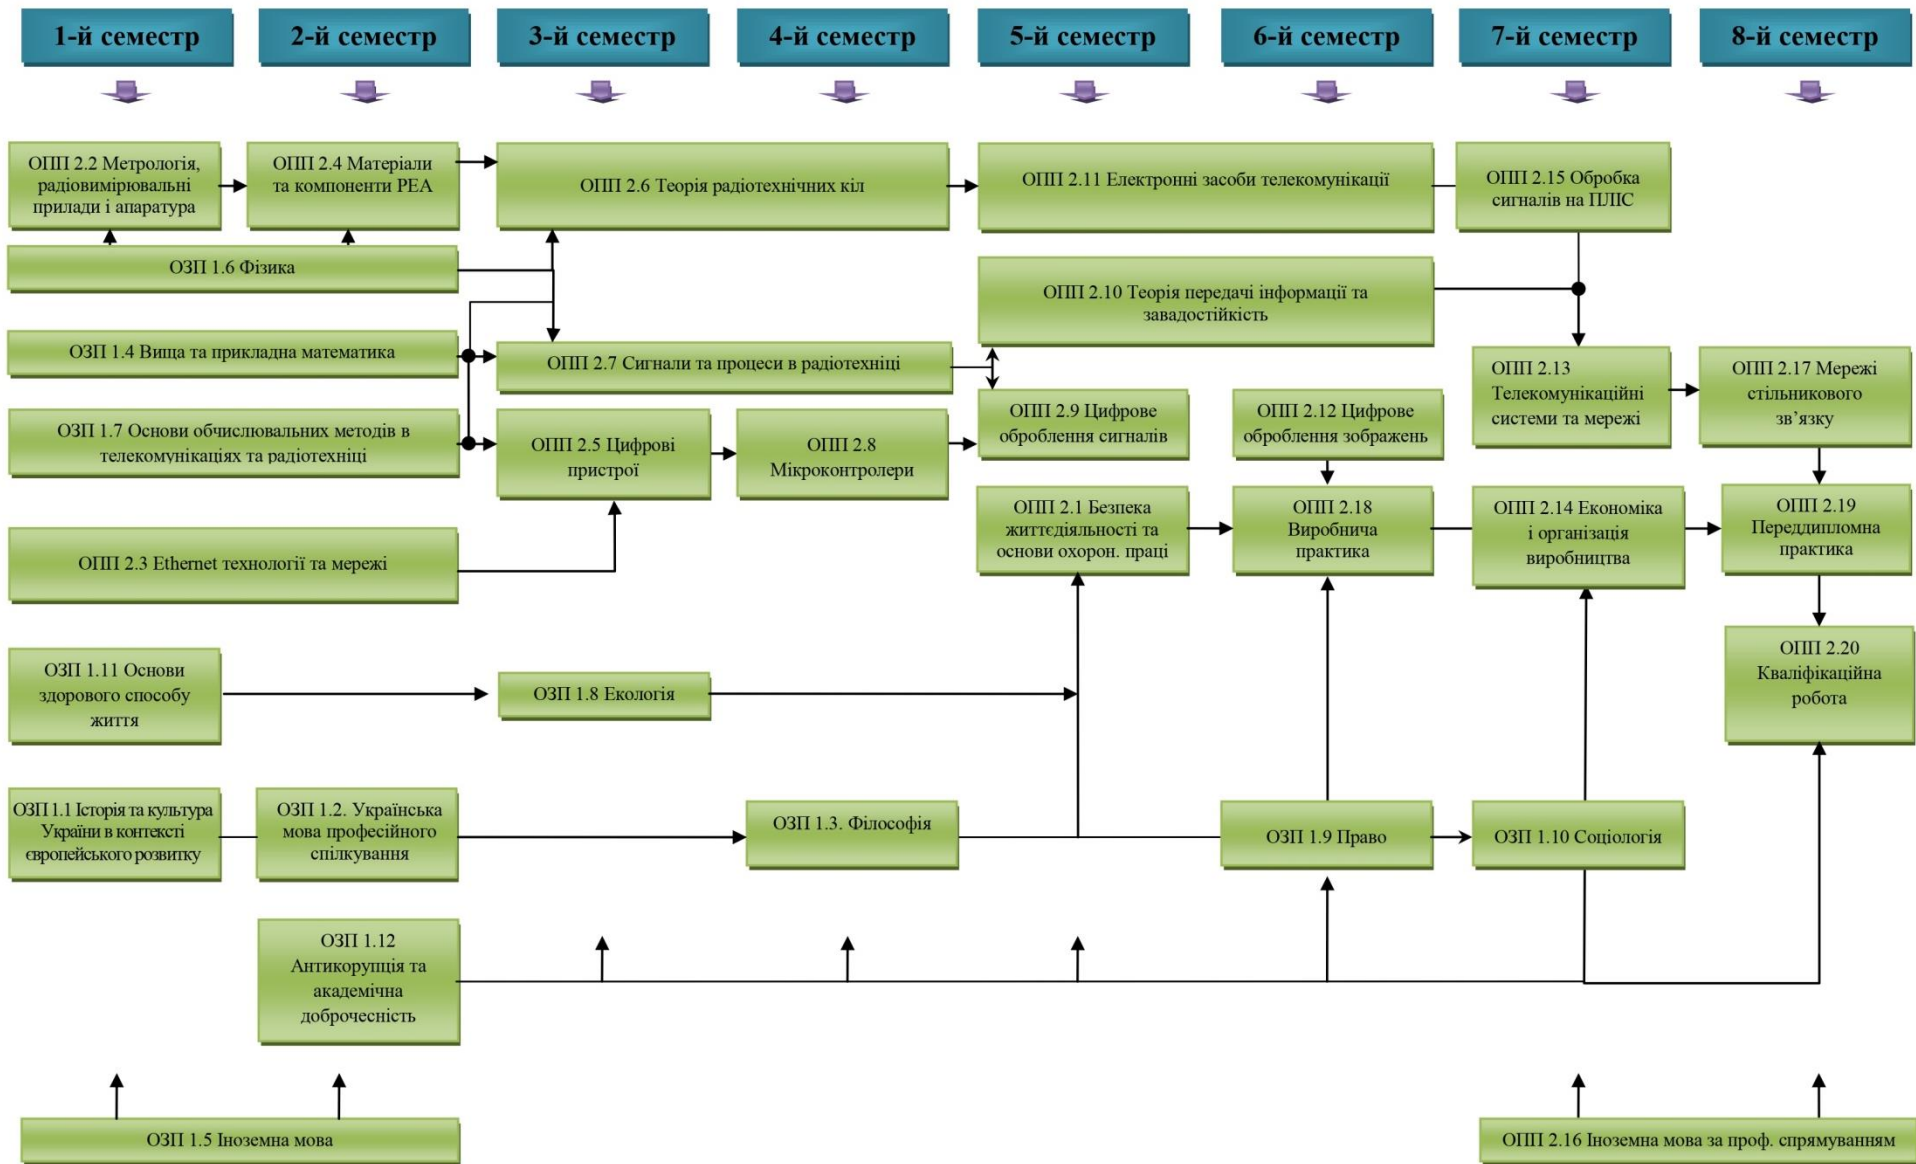 1-й семестр
2-й семестр
3-й семестр
4-й семестр
5-й семестр
6-й семестр
7-й семестр
8-й семестр
ОПП 2.2 Метрологія,
радіовимірювальні
прилади і апаратура
ОПП 2.4 Матеріали
та компоненти РЕА
ОПП 2.6 Теорія радіотехнічних кіл
ОПП 2.11 Електронні засоби телекомунікації
ОПП 2.15 Обробка
сигналів на ПЛІС
ОЗП 1.6 Фізика
ОПП 2.10 Теорія передачі інформації та
завадостійкість
ОЗП 1.4 Вища та прикладна математика
ОПП 2.7 Сигнали та процеси в радіотехніці
ОПП 2.13
Телекомунікаційні
системи та мережі
ОПП 2.17 Мережі
стільникового
зв’язку
ОЗП 1.7 Основи обчислювальних методів в
телекомунікаціях та радіотехніці
ОПП 2.5 Цифрові
пристрої
ОПП 2.8
Мікроконтролери
ОПП 2.9 Цифрове
оброблення сигналів
ОПП 2.12 Цифрове
оброблення зображень
ОПП 2.3 Ethernet технології та мережі
ОПП 2.1 Безпека
життєдіяльності та
основи охорон. праці
ОПП 2.18
Виробнича
практика
ОПП 2.14 Економіка
і організація
виробництва
ОПП 2.19
Переддипломна
практика
ОЗП 1.11 Основи
здорового способу
життя
ОЗП 1.8 Екологія
ОПП 2.20
Кваліфікаційна
робота
ОЗП 1.1 Історія та культура
України в контексті
європейського розвитку
ОЗП 1.2. Українська
мова професійного
спілкування
ОЗП 1.3. Філософія
ОЗП 1.9 Право
ОЗП 1.10 Соціологія
ОЗП 1.12
Антикорупція та
академічна
доброчесність
ОЗП 1.5 Іноземна мова
ОПП 2.16 Іноземна мова за проф. спрямуванням